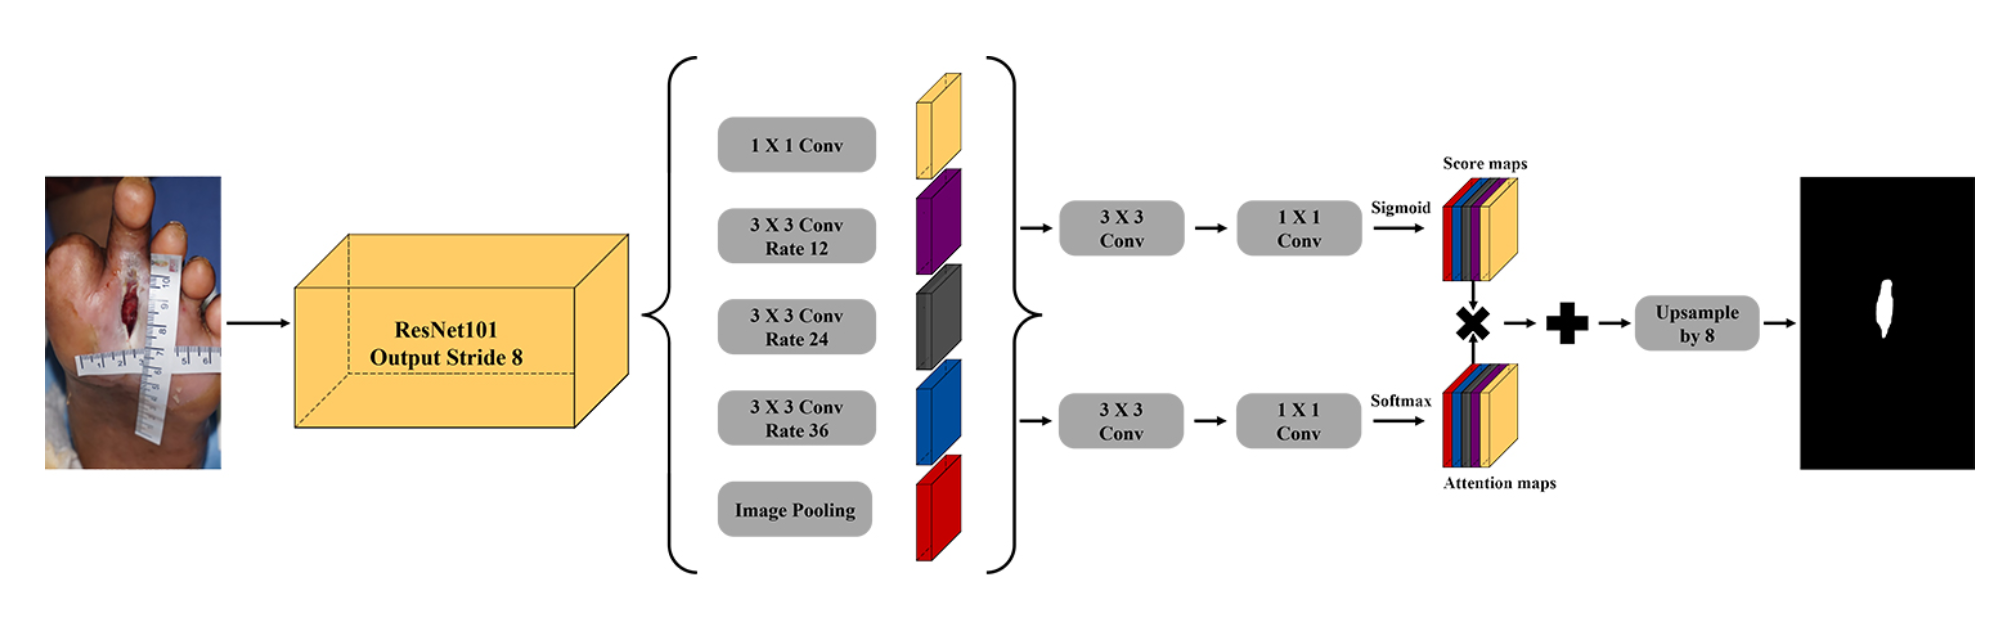 ResNet101
Output Stride 8
1 X 1 Conv
3 X 3 Conv
Rate 12
3 X 3 Conv
Rate 24
3 X 3 Conv
Rate 36
Image Pooling
3 X 3
Conv
1 X 1
Conv
Sigmoid
Score maps
3 X 3
Conv
1 X 1
Conv
Softmax
Attention maps
Upsample
by 8